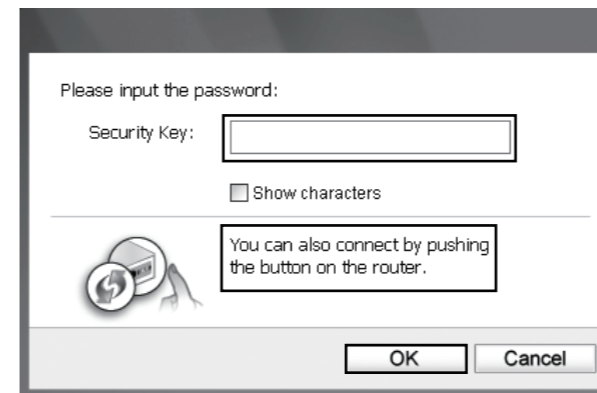 Please input the password:
Security Key:
Show characters
You can also connect by pushing
the button on the router.
OK Cancel